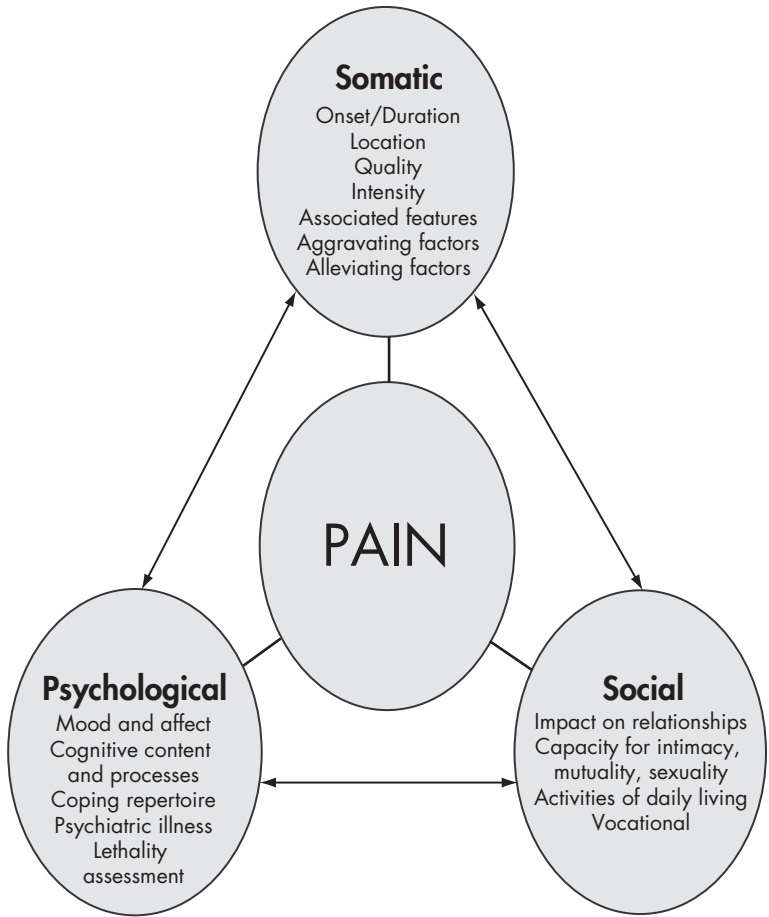 Somatic
Onset/Duration
Location
Quality
Intensity
Associated features
Aggravating factors
Alleviating factors
PAIN
Psychological
Mood and affect
Cognitive content
and processes
Coping repertoire
Psychiatric illness
Lethality
assessment
Social
Impact on relationships
Capacity for intimacy,
mutuality, sexuality
Activities of daily living
Vocational